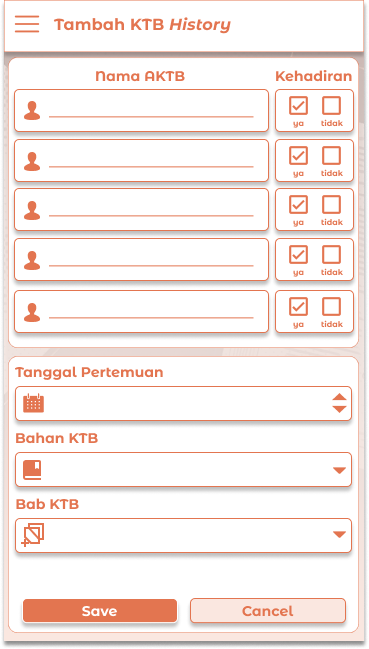 Tambah KTB History
Nama AKTB Kehadiran
ya tidak
ya tidak
ya tidak
ya tidak
ya tidak
Tanggal Pertemuan
Bahan KTB
Bab KTB
Save Cancel